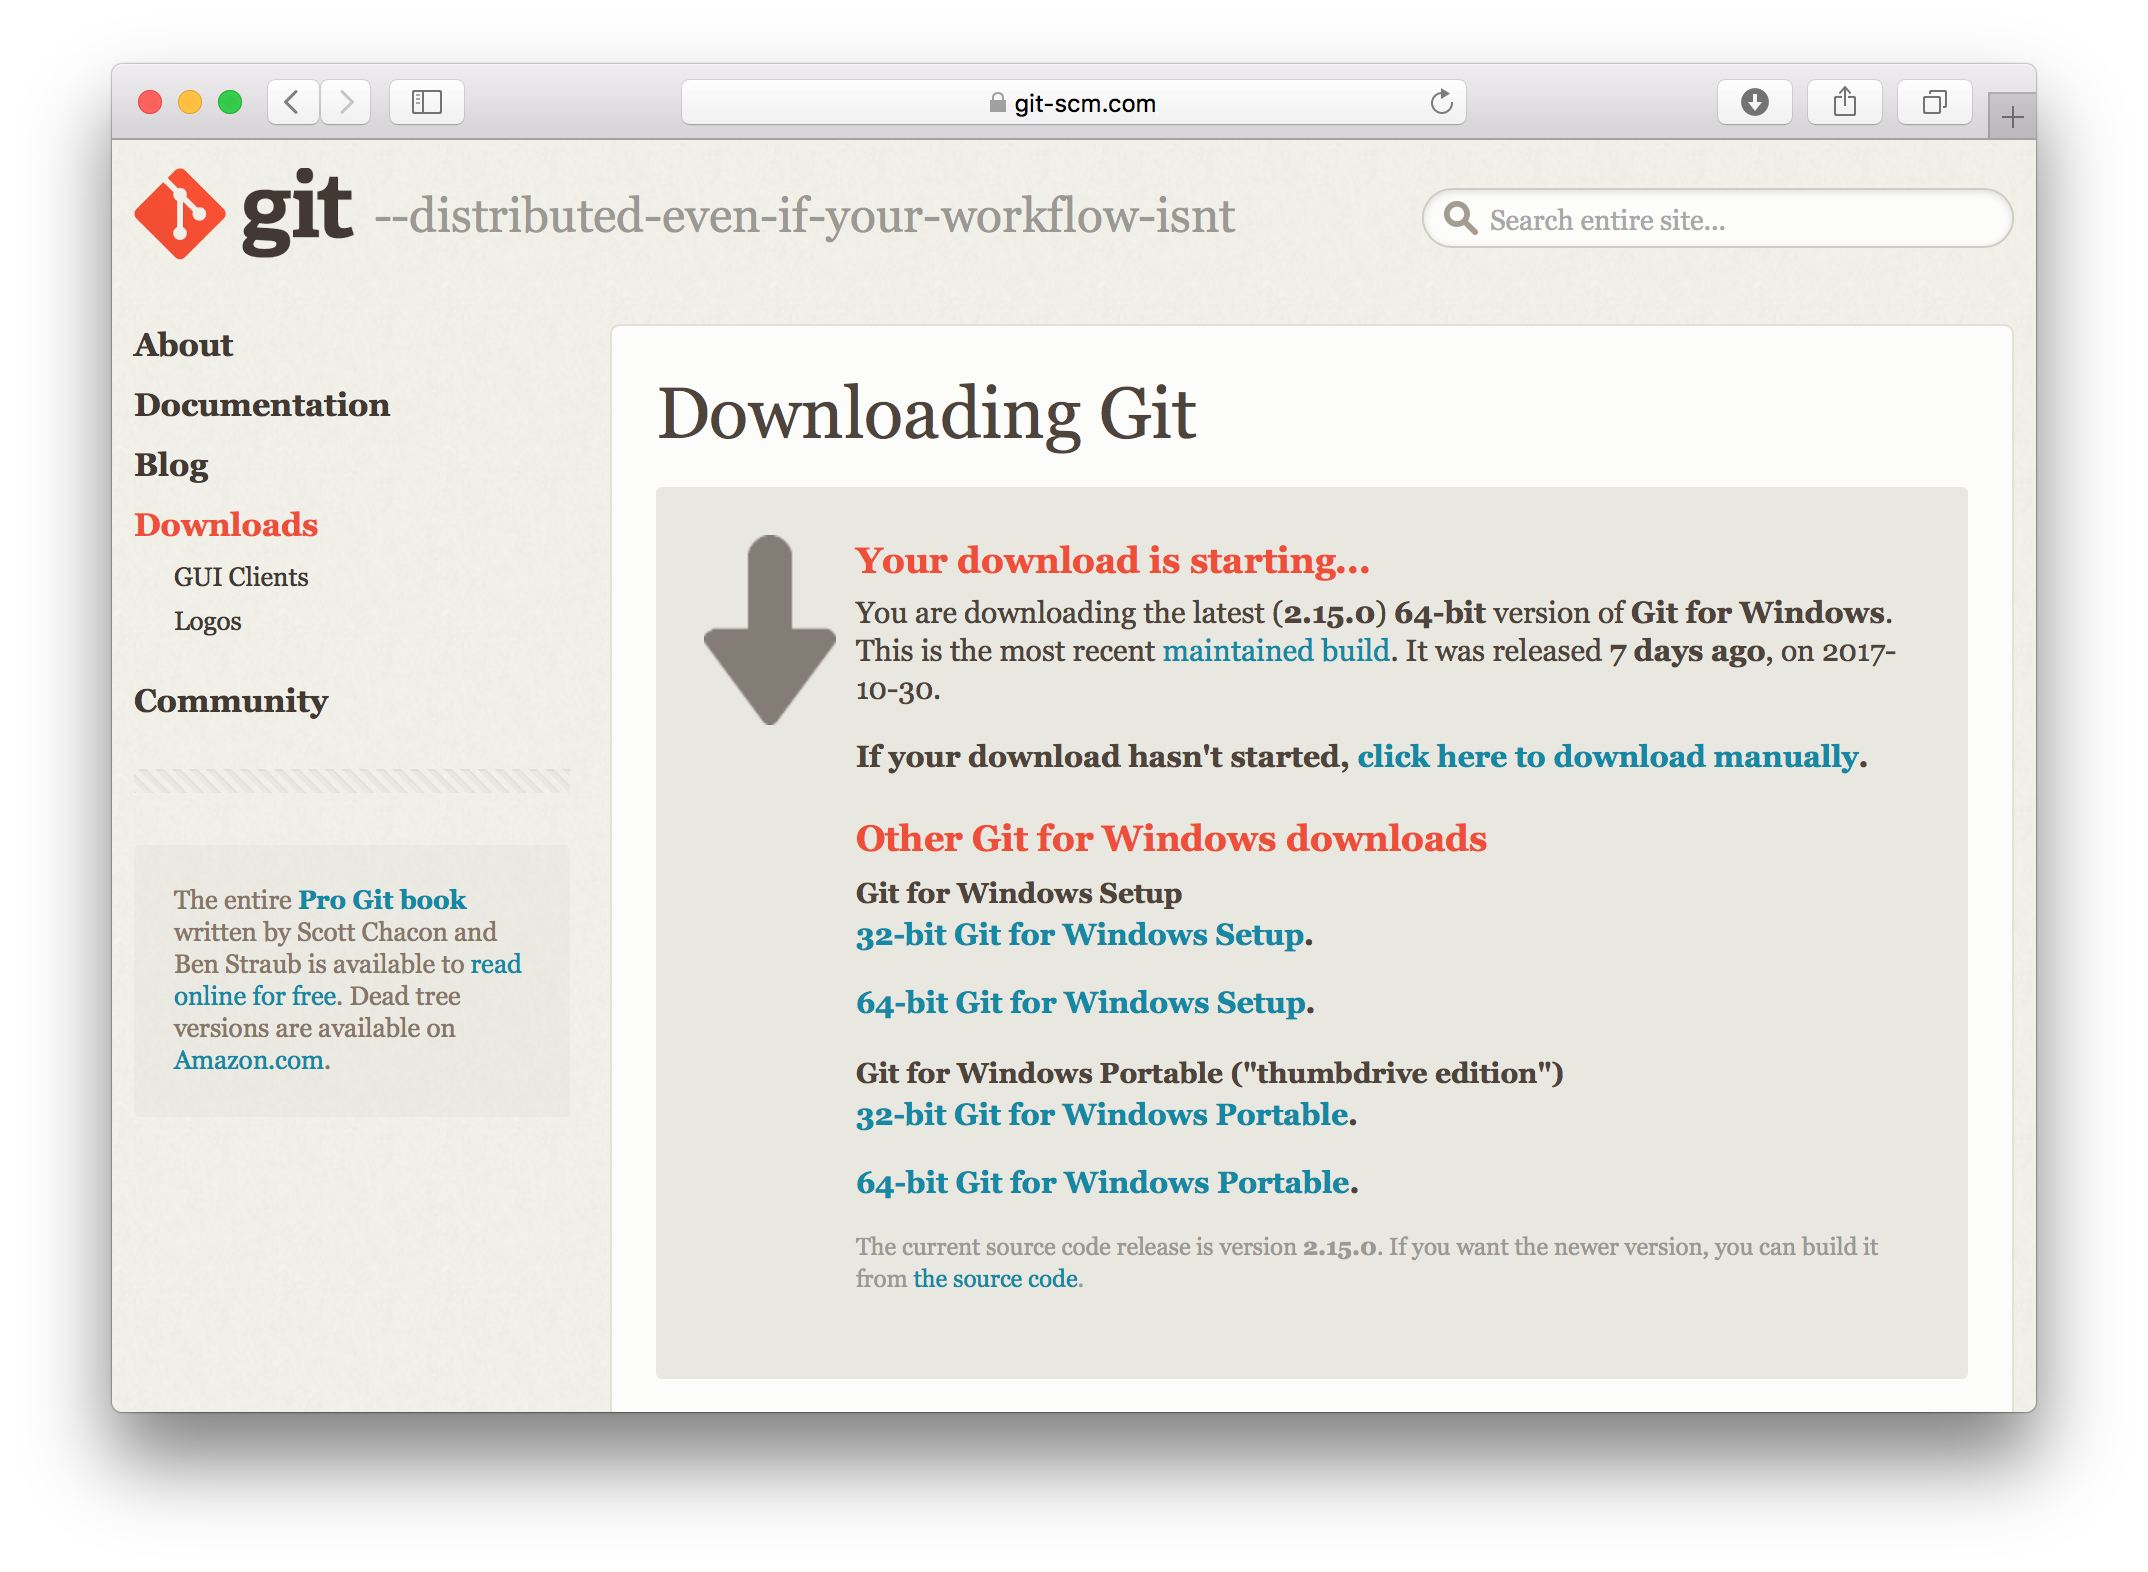 git-scm.com
git --distributed-even-if-your-workflow-isnt
Search entire site...
About
Documentation
Blog
Downloads
GUI Clients
Logos
Community
The entire Pro Git book
written by Scott Chacon and
Ben Straub is available to read
online for free. Dead tree
versions are available on
Amazon.com.
Downloading Git
Your download is starting...
You are downloading the latest (2.15.0) 64-bit version of Git for Windows.
This is the most recent maintained build. It was released 7 days ago, on 2017-
10-30.
If your download hasn't started, click here to download manually.
Other Git for Windows downloads
Git for Windows Setup
32-bit Git for Windows Setup.
64-bit Git for Windows Setup.
Git for Windows Portable ("thumbdrive edition")
32-bit Git for Windows Portable.
64-bit Git for Windows Portable.
The current source code release is version 2.15.0. If you want the newer version, you can build it
from the source code.